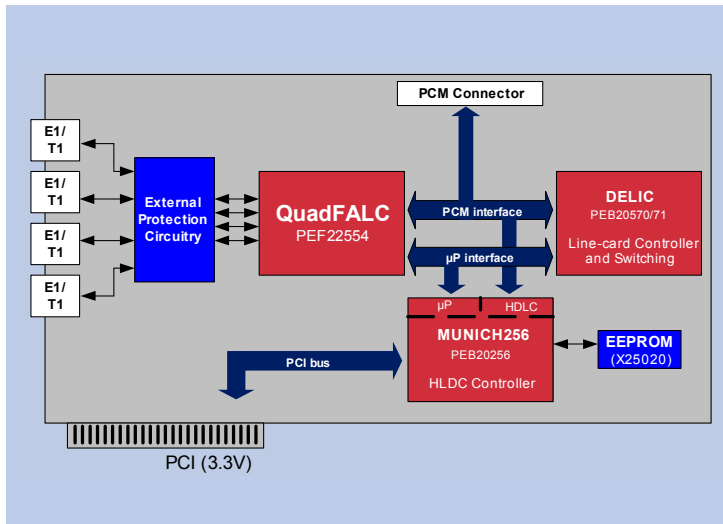 PCM Connector
E1/
T1
E1/
T1
E1/
T1
E1/
T1
External
Protection
Circuitry
QuadFALC
PEF22554
PCM interface
µP interface
DELIC
PEB20570/71
Line-card Controller
and Switching
µP
HDLC
MUNICH256
PEB20256
HLDC Controller
EEPROM
(X25020)
PCI bus
PCI (3.3V)